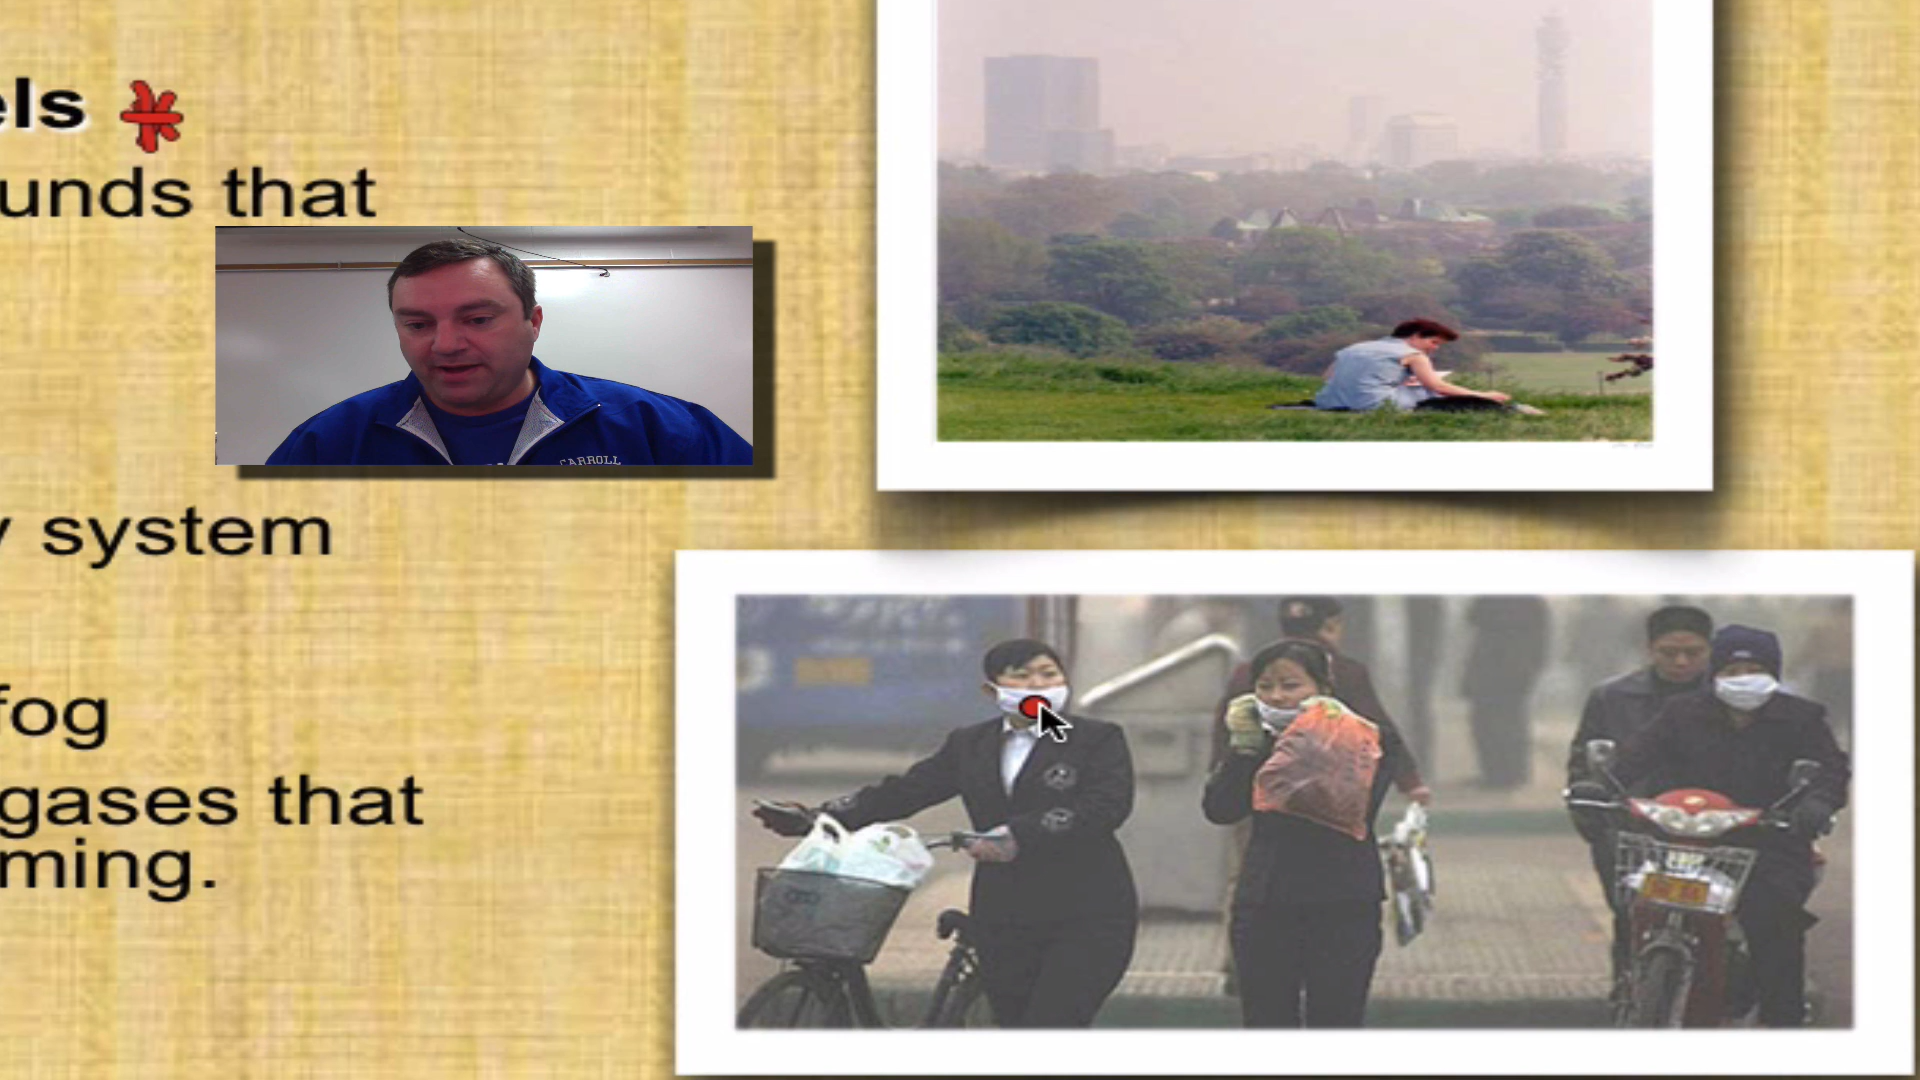 els
unds that
CARROLL
y system
fog
gases that
ming.